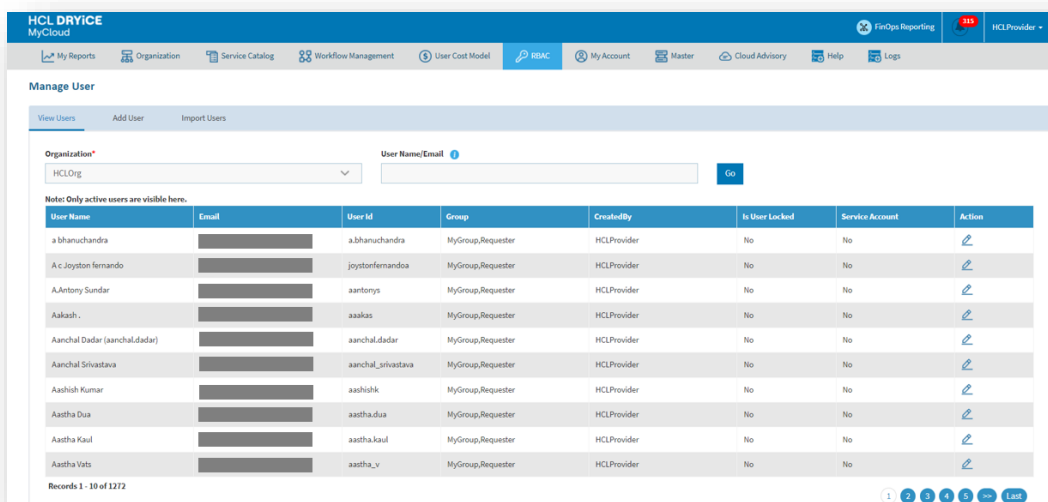 HCL DRYiCE
MyCloud
FinOps Reporting
315
HCLProvider
My Reports Organization Service Catalog Workflow Management User Cost Model RBAC My Account Master Cloud Advisory Help Logs
Manage User
View Users Add User Import Users
Organization* User Name/Email i
HCLOrg Go
Note: Only active users are visible here.
User Name Email User Id Group CreatedBy Is User Locked Service Account Action
a bhanuchandra a.bhanuchandra MyGroup,Requester HCLProvider No No
A c Joyston fernando joystonfernandoa MyGroup,Requester HCLProvider No No
A,Antony Sundar aantonys MyGroup,Requester HCLProvider No No
Aakash . aaakas MyGroup,Requester HCLProvider No No
Aanchal Dadar (aanchal.dadar) aanchal.dadar MyGroup,Requester HCLProvider No No
Aanchal Srivastava aanchal_srivastava MyGroup,Requester HCLProvider No No
Aashish Kumar aashishk MyGroup,Requester HCLProvider No No
Aastha Dua aastha.dua MyGroup,Requester HCLProvider No No
Aastha Kaul aastha.kaul MyGroup,Requester HCLProvider No No
Aastha Vats aastha_v MyGroup,Requester HCLProvider No No
Records 1 - 10 of 1272
1 2 3 4 5 >> Last